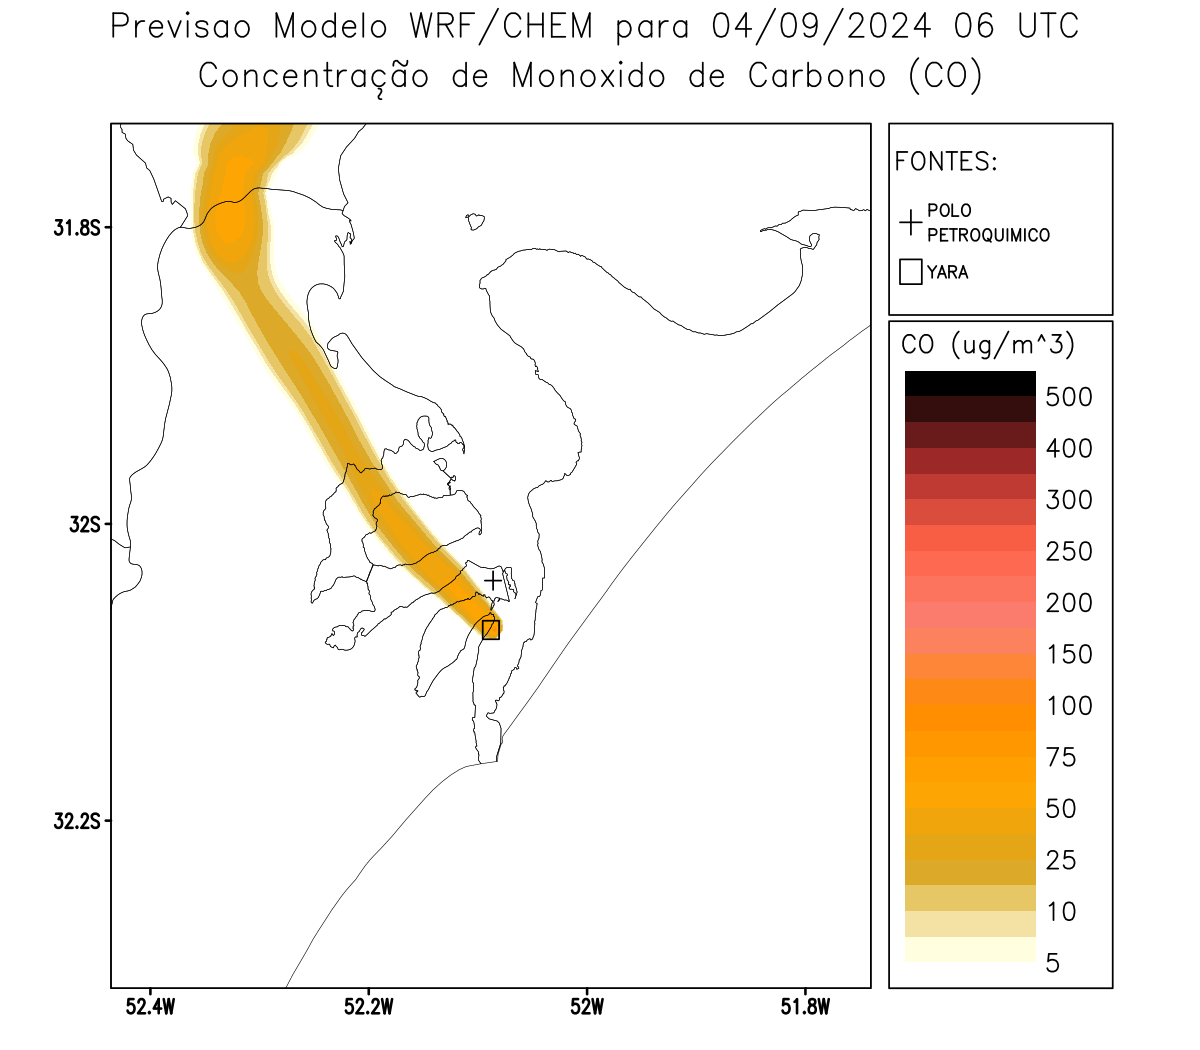 Previsao Modelo WRF/CHEM para 04/09/2024 06 UTC
Concentração de Monoxido de Carbono (CO)
FONTES:
POLO
PETROQUIMICO
YARA
CO (ug/m^3)
500
400
300
250
200
150
100
75
50
25
10
5
31.8S
32S
32.2S
52.4W
52.2W
52W
51.8W